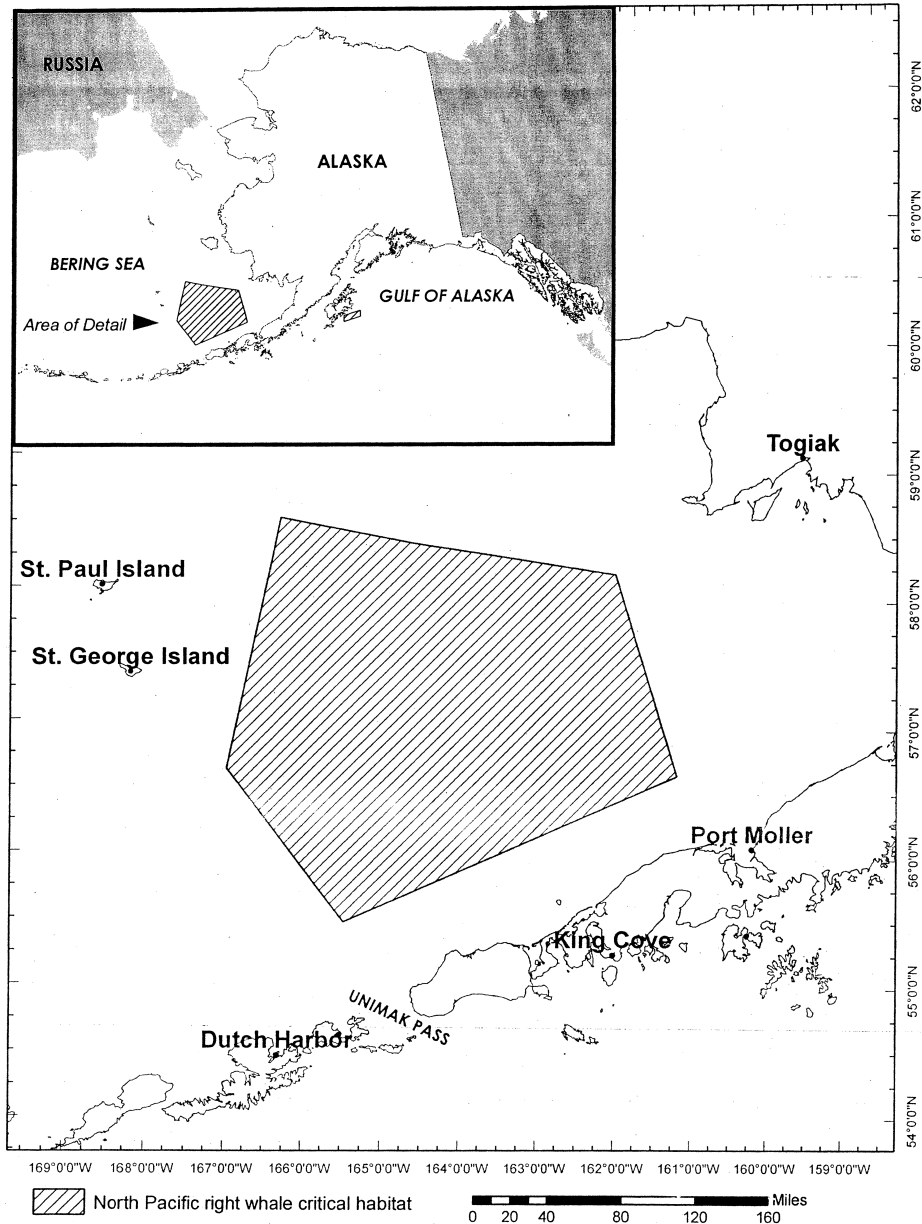 RUSSIA
ALASKA
BERING SEA
GULF OF ALASKA
Area of Detail
Togiak
St. Paul Island
St. George Island
Port Moller
King Cove
UNIMAK PASS
Dutch Harbor
62°0'0"N
61°0'0"N
60°0'0"N
59°0'0"N
58°0'0"N
57°0'0"N
56°0'0"N
55°0'0"N
54°0'0"N
169°0'0"W 168°0'0"W 167°0'0"W 166°0'0"W 165°0'0"W 164°0'0"W 163°0'0"W 162°0'0"W 161°0'0"W 160°0'0"W 159°0'0"W
North Pacific right whale critical habitat
Miles
0 20 40 80 120 160